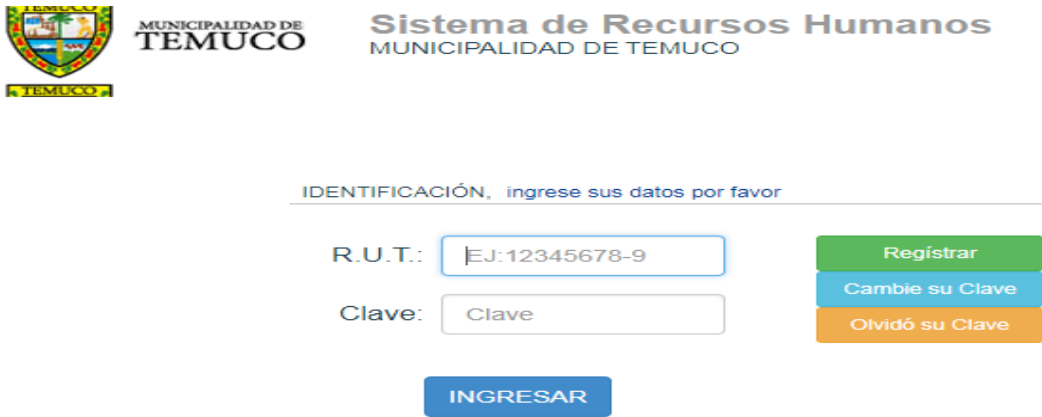 TEMUCO
MUNICIPALIDAD DE
TEMUCO
Sistema de Recursos Humanos
MUNICIPALIDAD DE TEMUCO
TEMUCO
IDENTIFICACIÓN, ingrese sus datos por favor
R.U.T.: EJ:12345678-9
Regístrar
Cambie su Clave
Clave: Clave
Olvidó su Clave
INGRESAR